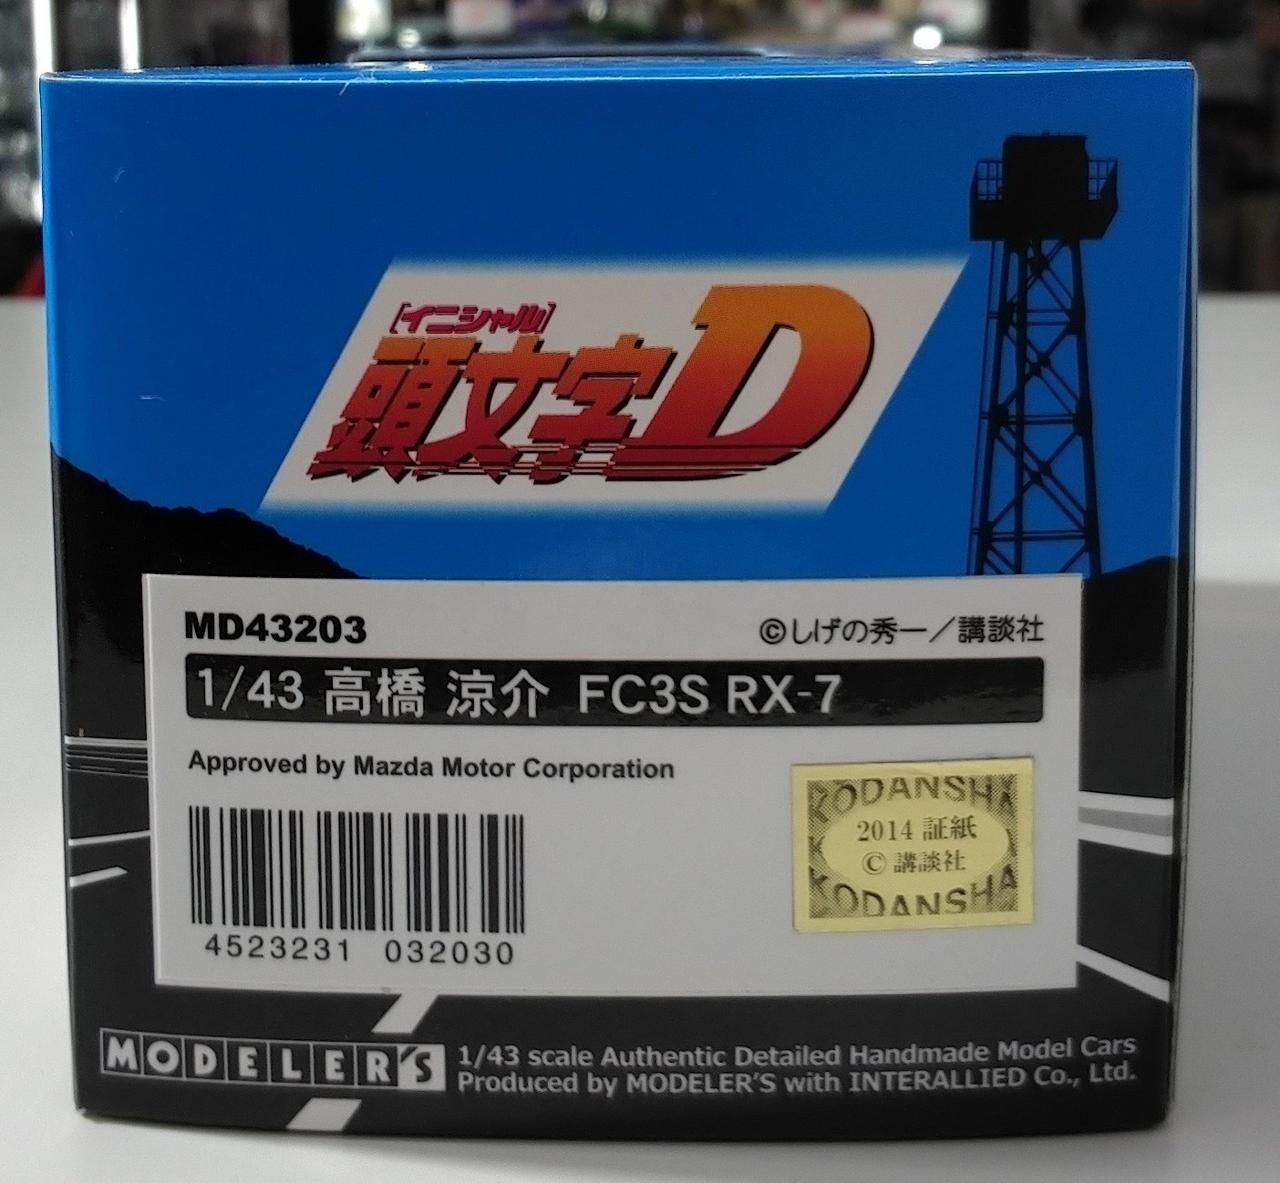 [イニシャル]
頭文字D
MD43203
©しげの秀一／講談社
1/43 高橋 涼介 FC3S RX-7
Approved by Mazda Motor Corporation
KODANSHA
2014 証紙
© 講談社
KODANSHA
4523231 032030
MODELER'S
1/43 scale Authentic Detailed Handmade Model Cars
Produced by MODELER'S with INTERALLIED Co., Ltd.